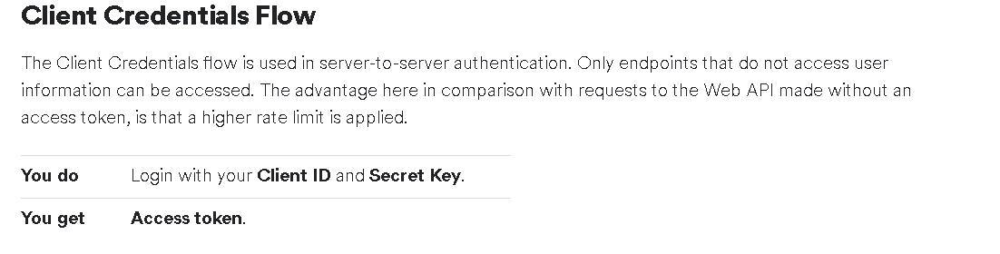 Client Credentials Flow
The Client Credentials flow is used in server-to-server authentication. Only endpoints that do not access user
information can be accessed. The advantage here in comparison with requests to the Web API made without an
access token, is that a higher rate limit is applied.
You do Login with your Client ID and Secret Key.
You get Access token.